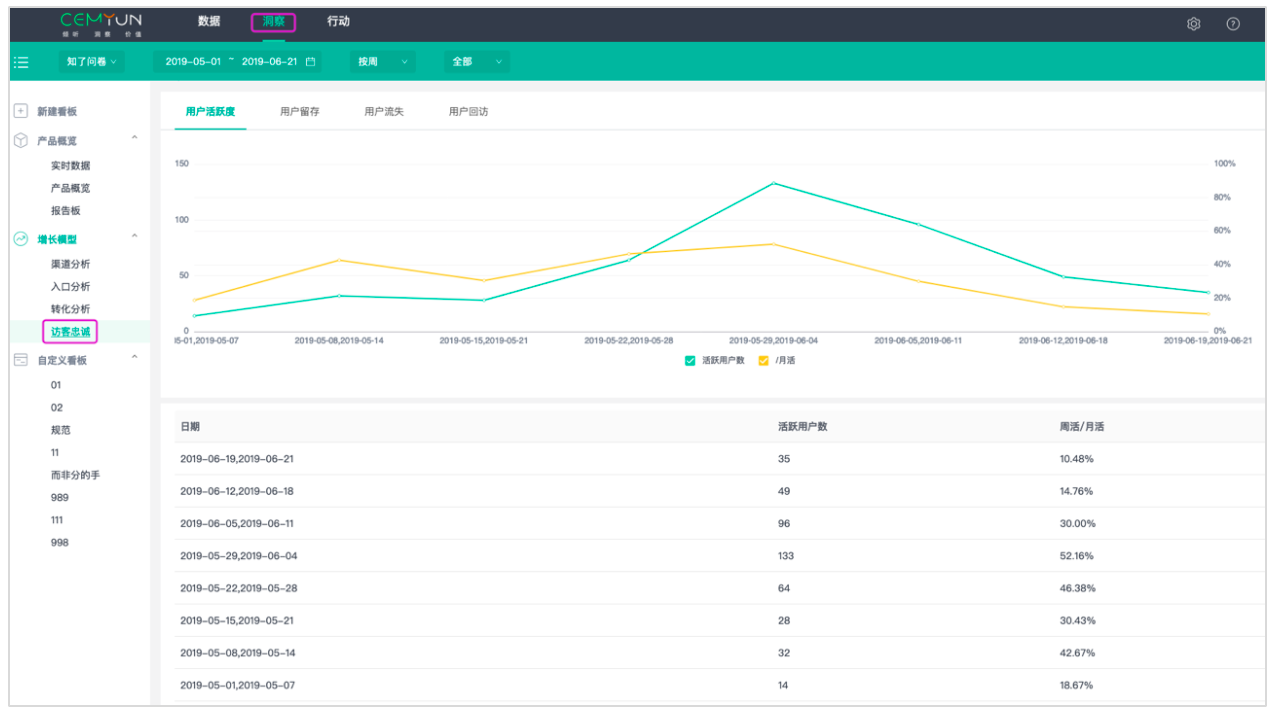 CEMYUN
倾听 洞察 价值
数据 洞察 行动
知了问卷 2019-05-01 ~ 2019-06-21 按周 全部
新建看板
产品概览
实时数据
产品概览
报告板
增长模型
渠道分析
入口分析
转化分析
访客忠诚
自定义看板
01
02
规范
11
而非分的手
989
111
998
用户活跃度 用户留存 用户流失 用户回访
150 100%
80%
100
60%
50 40%
20%
0 0%
i5-01,2019-05-07 2019-05-08,2019-05-14 2019-05-15,2019-05-21 2019-05-22,2019-05-28 2019-05-29,2019-06-04 2019-06-05,2019-06-11 2019-06-12,2019-06-18 2019-06-19,2019-06-21
活跃用户数 /月活
日期 活跃用户数 周活/月活
2019-06-19,2019-06-21 35 10.48%
2019-06-12,2019-06-18 49 14.76%
2019-06-05,2019-06-11 96 30.00%
2019-05-29,2019-06-04 133 52.16%
2019-05-22,2019-05-28 64 46.38%
2019-05-15,2019-05-21 28 30.43%
2019-05-08,2019-05-14 32 42.67%
2019-05-01,2019-05-07 14 18.67%